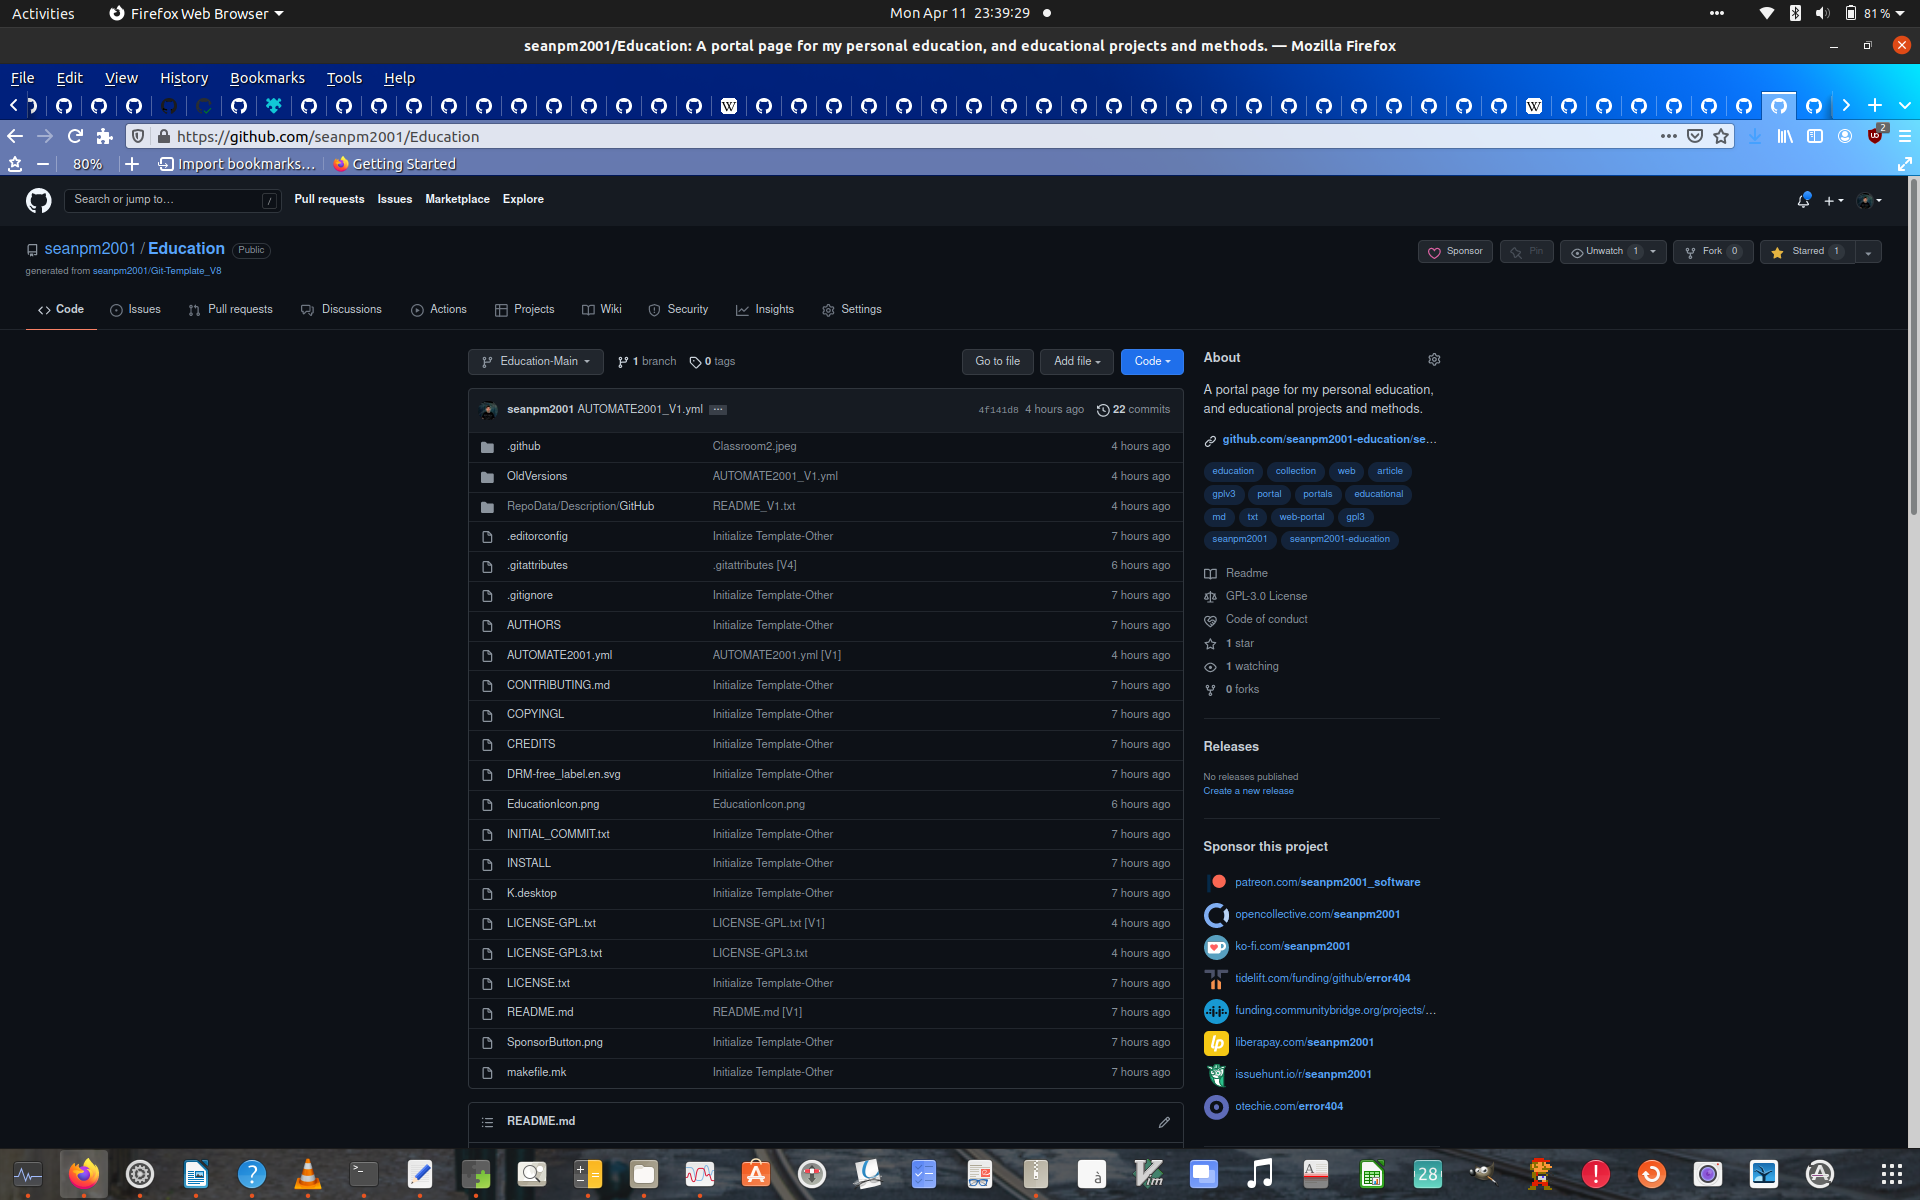 Activities Firefox Web Browser Mon Apr 11 23:39:29 81 %
seanpm2001/Education: A portal page for my personal education, and educational projects and methods. — Mozilla Firefox
File Edit View History Bookmarks Tools Help
https://github.com/seanpm2001/Education 2
80% Import bookmarks... Getting Started
Search or jump to... / Pull requests Issues Marketplace Explore
seanpm2001 / Education Public Sponsor Pin Unwatch 1 Fork 0 Starred 1
generated from seanpm2001/Git-Template_V8
Code Issues Pull requests Discussions Actions Projects Wiki Security Insights Settings
Education-Main 1 branch 0 tags Go to file Add file Code
seanpm2001 AUTOMATE2001_V1.yml ... 4f141d8 4 hours ago 22 commits
.github Classroom2.jpeg 4 hours ago
OldVersions AUTOMATE2001_V1.yml 4 hours ago
RepoData/Description/GitHub README_V1.txt 4 hours ago
.editorconfig Initialize Template-Other 7 hours ago
.gitattributes .gitattributes [V4] 6 hours ago
.gitignore Initialize Template-Other 7 hours ago
AUTHORS Initialize Template-Other 7 hours ago
AUTOMATE2001.yml AUTOMATE2001.yml [V1] 4 hours ago
CONTRIBUTING.md Initialize Template-Other 7 hours ago
COPYINGL Initialize Template-Other 7 hours ago
CREDITS Initialize Template-Other 7 hours ago
DRM-free_label.en.svg Initialize Template-Other 7 hours ago
EducationIcon.png EducationIcon.png 6 hours ago
INITIAL_COMMIT.txt Initialize Template-Other 7 hours ago
INSTALL Initialize Template-Other 7 hours ago
K.desktop Initialize Template-Other 7 hours ago
LICENSE-GPL.txt LICENSE-GPL.txt [V1] 4 hours ago
LICENSE-GPL3.txt LICENSE-GPL3.txt 4 hours ago
LICENSE.txt Initialize Template-Other 7 hours ago
README.md README.md [V1] 7 hours ago
SponsorButton.png Initialize Template-Other 7 hours ago
makefile.mk Initialize Template-Other 7 hours ago
README.md
About
A portal page for my personal education,
and educational projects and methods.
github.com/seanpm2001-education/se...
education collection web article
gplv3 portal portals educational
md txt web-portal gpl3
seanpm2001 seanpm2001-education
Readme
GPL-3.0 License
Code of conduct
1 star
1 watching
0 forks
Releases
No releases published
Create a new release
Sponsor this project
patreon.com/seanpm2001_software
opencollective.com/seanpm2001
ko-fi.com/seanpm2001
tidelift.com/funding/github/error404
funding.communitybridge.org/projects/...
liberapay.com/seanpm2001
issuehunt.io/r/seanpm2001
otechie.com/error404
28